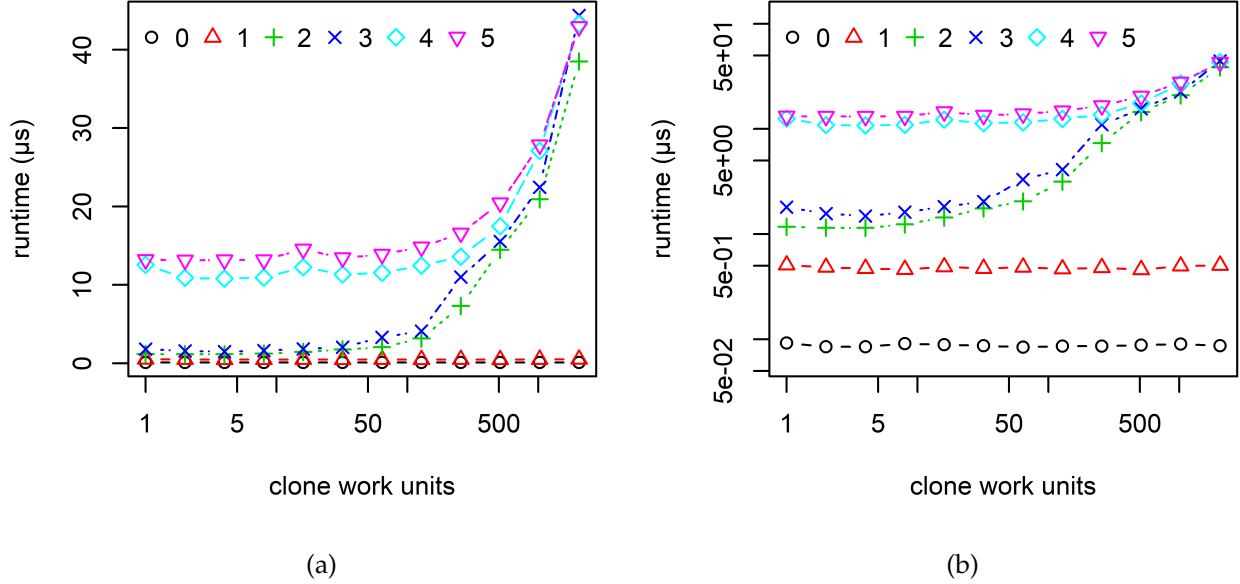 0 1 2 3 4 5
runtime (µs)
40
30
20
10
0
1 5 50 500
clone work units
(a)
0 1 2 3 4 5
runtime (µs)
5e+01
5e+00
5e-01
5e-02
1 5 50 500
clone work units
(b)